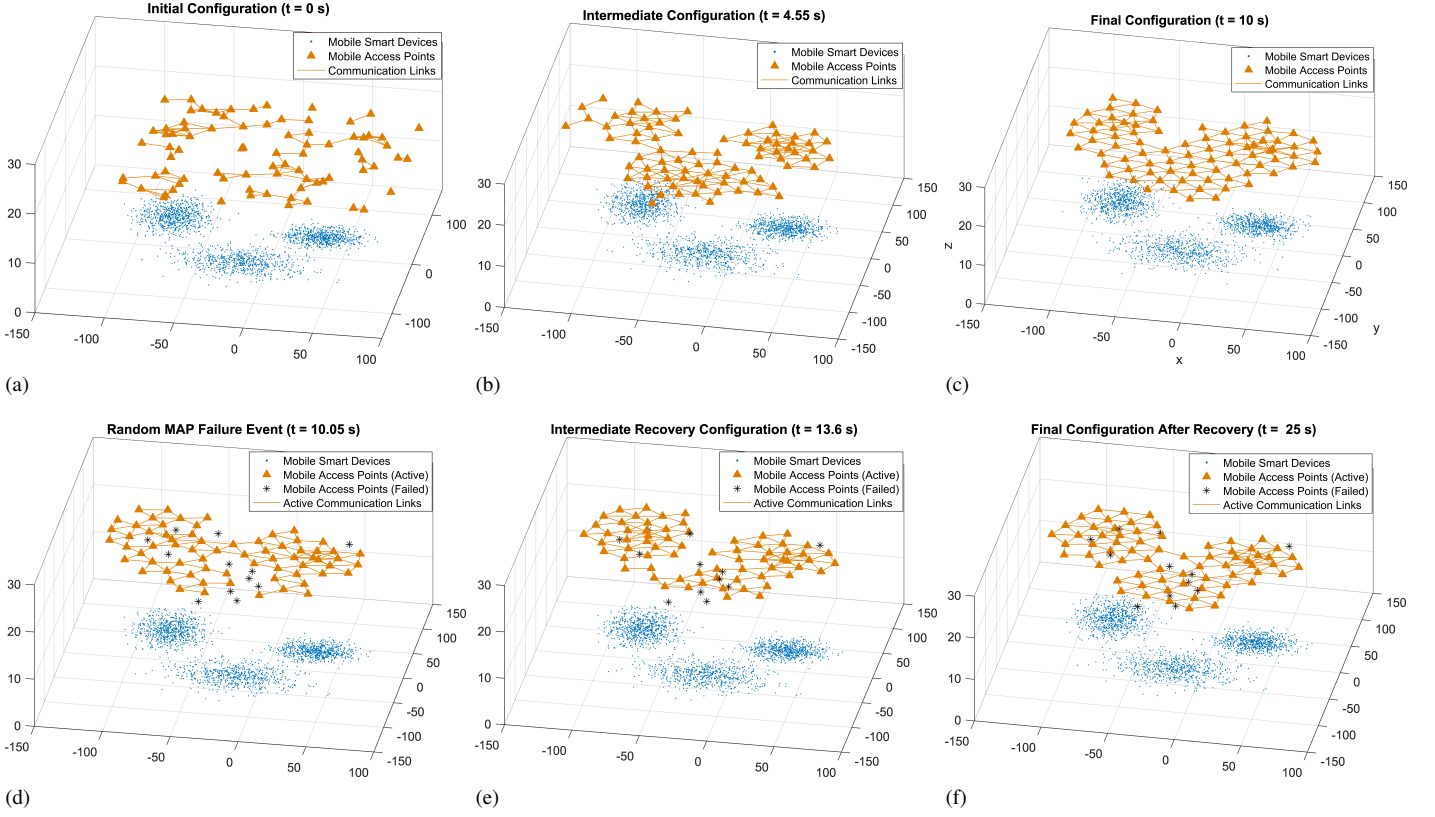 Initial Configuration (t = 0 s)
Mobile Smart Devices
Mobile Access Points
Communication Links
30
20
10
0
-150
-100
-50
0
50
100
-100
0
100
(a)
Intermediate Configuration (t = 4.55 s)
Mobile Smart Devices
Mobile Access Points
Communication Links
30
20
10
0
-150
-100
-50
0
50
100
-150
-100
-50
0
50
100
150
(b)
Final Configuration (t = 10 s)
Mobile Smart Devices
Mobile Access Points
Communication Links
z
30
20
10
0
-150
-100
-50
0
50
100
x
-150
-100
-50
0
50
100
150
y
(c)
Random MAP Failure Event (t = 10.05 s)
Mobile Smart Devices
Mobile Access Points (Active)
Mobile Access Points (Failed)
Active Communication Links
30
20
10
0
-150
-100
-50
0
50
100
-150
-100
-50
0
50
100
150
(d)
Intermediate Recovery Configuration (t = 13.6 s)
Mobile Smart Devices
Mobile Access Points (Active)
Mobile Access Points (Failed)
Active Communication Links
30
20
10
0
-150
-100
-50
0
50
100
-150
-100
-50
0
50
100
150
(e)
Final Configuration After Recovery (t = 25 s)
Mobile Smart Devices
Mobile Access Points (Active)
Mobile Access Points (Failed)
Active Communication Links
30
20
10
0
-150
-100
-50
0
50
100
-150
-100
-50
0
50
100
150
(f)